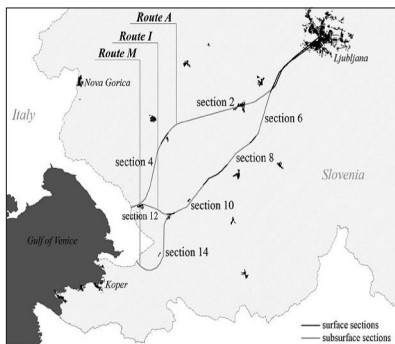 Route A
Route I
Route M
Ljubljana
Nova Gorica
section 2
Italy
section 6
section 4
section 8
Slovenia
section 10
section 12
Gulf of Venice
section 14
Koper
surface sections
subsurface sections